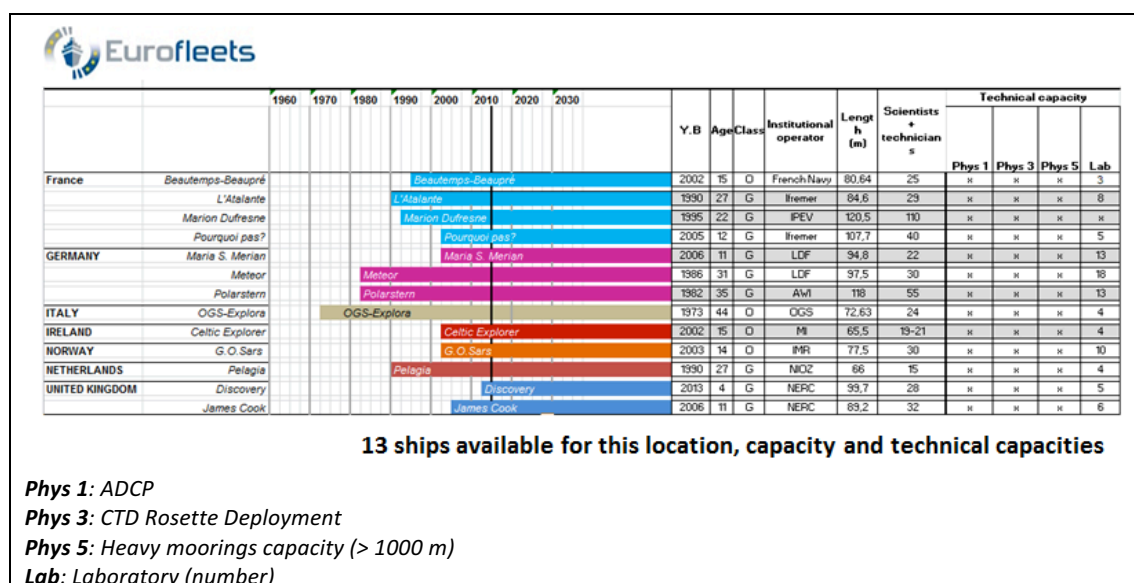 Eurofleets
1960 1970 1980 1990 2000 2010 2020 2030 Y.B Age Class Institutional operator Lengt h (m) Scientists + technician s Technical capacity
Phys 1 Phys 3 Phys 5 Lab
France Beautemps-Beaupré Beautemps-Beaupré 2002 15 O French Navy 80,64 25 x x x 3
L'Atalante L'Atalante 1990 27 G Ifremer 84,6 29 x x x 8
Marion Dufresne Marion Dufresne 1995 22 G IPEV 120,5 110 x x x x
Pourquoi pas? Pourquoi pas? 2005 12 G Ifremer 107,7 40 x x x 5
GERMANY Maria S. Merian Maria S. Merian 2006 11 G LDF 94,8 22 x x x 13
Meteor Meteor 1986 31 G LDF 97,5 30 x x x 18
Polarstern Polarstern 1982 35 G AWI 118 55 x x x 13
ITALY OGS-Explora OGS-Explora 1973 44 O OGS 72,63 24 x x x 4
IRELAND Celtic Explorer Celtic Explorer 2002 15 O MI 65,5 19-21 x x x 4
NORWAY G.O.Sars G.O.Sars 2003 14 O IMR 77,5 30 x x x 10
NETHERLANDS Pelagia Pelagia 1990 27 G NIOZ 66 15 x x x 4
UNITED KINGDOM Discovery Discovery 2013 4 G NERC 99,7 28 x x x 5
James Cook James Cook 2006 11 G NERC 89,2 32 x x x 6
13 ships available for this location, capacity and technical capacities
Phys 1: ADCP
Phys 3: CTD Rosette Deployment
Phys 5: Heavy moorings capacity (> 1000 m)
Lab: Laboratory (number)